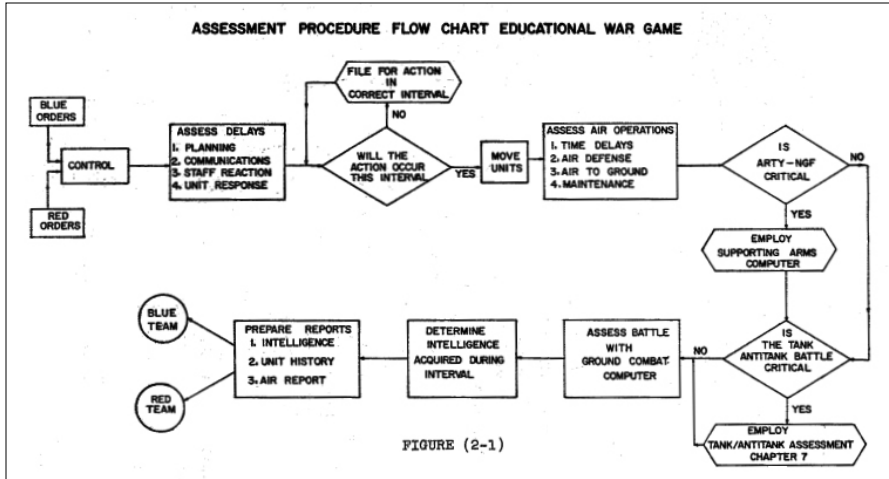 ASSESSMENT PROCEDURE FLOW CHART EDUCATIONAL WAR GAME
BLUE
ORDERS
CONTROL
RED
ORDERS
ASSESS DELAYS
1. PLANNING
2. COMMUNICATIONS
3. STAFF REACTION
4. UNIT RESPONSE
FILE FOR ACTION
IN
CORRECT INTERVAL
NO
WILL THE
ACTION OCCUR
THIS INTERVAL
YES
MOVE
UNITS
ASSESS AIR OPERATIONS
1. TIME DELAYS
2. AIR DEFENSE
3. AIR TO GROUND
4. MAINTENANCE
IS
ARTY-NGF
CRITICAL
NO
YES
EMPLOY
SUPPORTING ARMS
COMPUTER
IS
THE TANK
ANTITANK BATTLE
CRITICAL
NO
YES
EMPLOY
TANK/ANTITANK ASSESSMENT
CHAPTER 7
ASSESS BATTLE
WITH
GROUND COMBAT
COMPUTER
DETERMINE
INTELLIGENCE
ACQUIRED DURING
INTERVAL
PREPARE REPORTS
1. INTELLIGENCE
2. UNIT HISTORY
3. AIR REPORT
BLUE
TEAM
RED
TEAM
FIGURE (2-1)